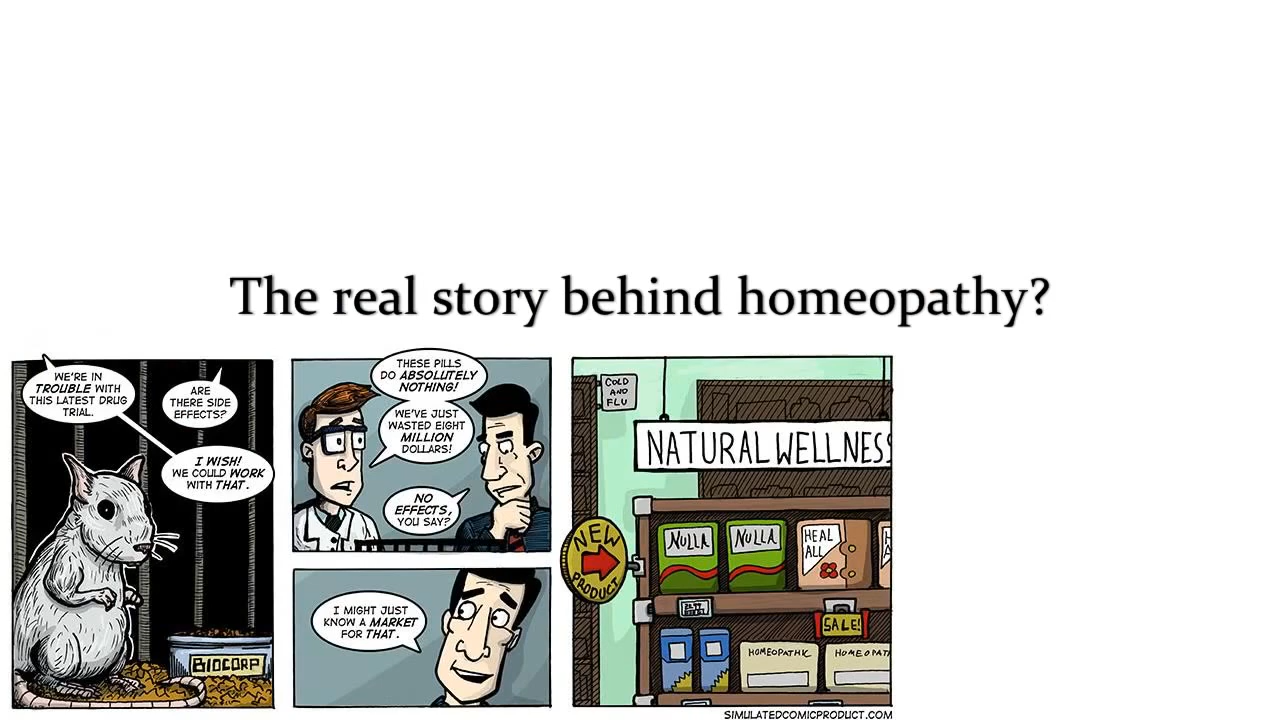 The real story behind homeopathy?
WE'RE IN
TROUBLE WITH
THIS LATEST DRUG
TRIAL.
ARE
THERE SIDE
EFFECTS?
I WISH!
WE COULD WORK
WITH THAT.
BIOCORP
THESE PILLS
DO ABSOLUTELY
NOTHING!
WE'VE JUST
WASTED EIGHT
MILLION
DOLLARS!
NO
EFFECTS,
YOU SAY?
I MIGHT JUST
KNOW A MARKET
FOR THAT.
COLD
AND
FLU
NATURAL WELLNESS
NEW
PRODUCT
NULLA
NULLA
HEAL
ALL
SALE!
HOMEOPATHIC
HOMEOPAT
SIMULATEDCOMICPRODUCT.COM